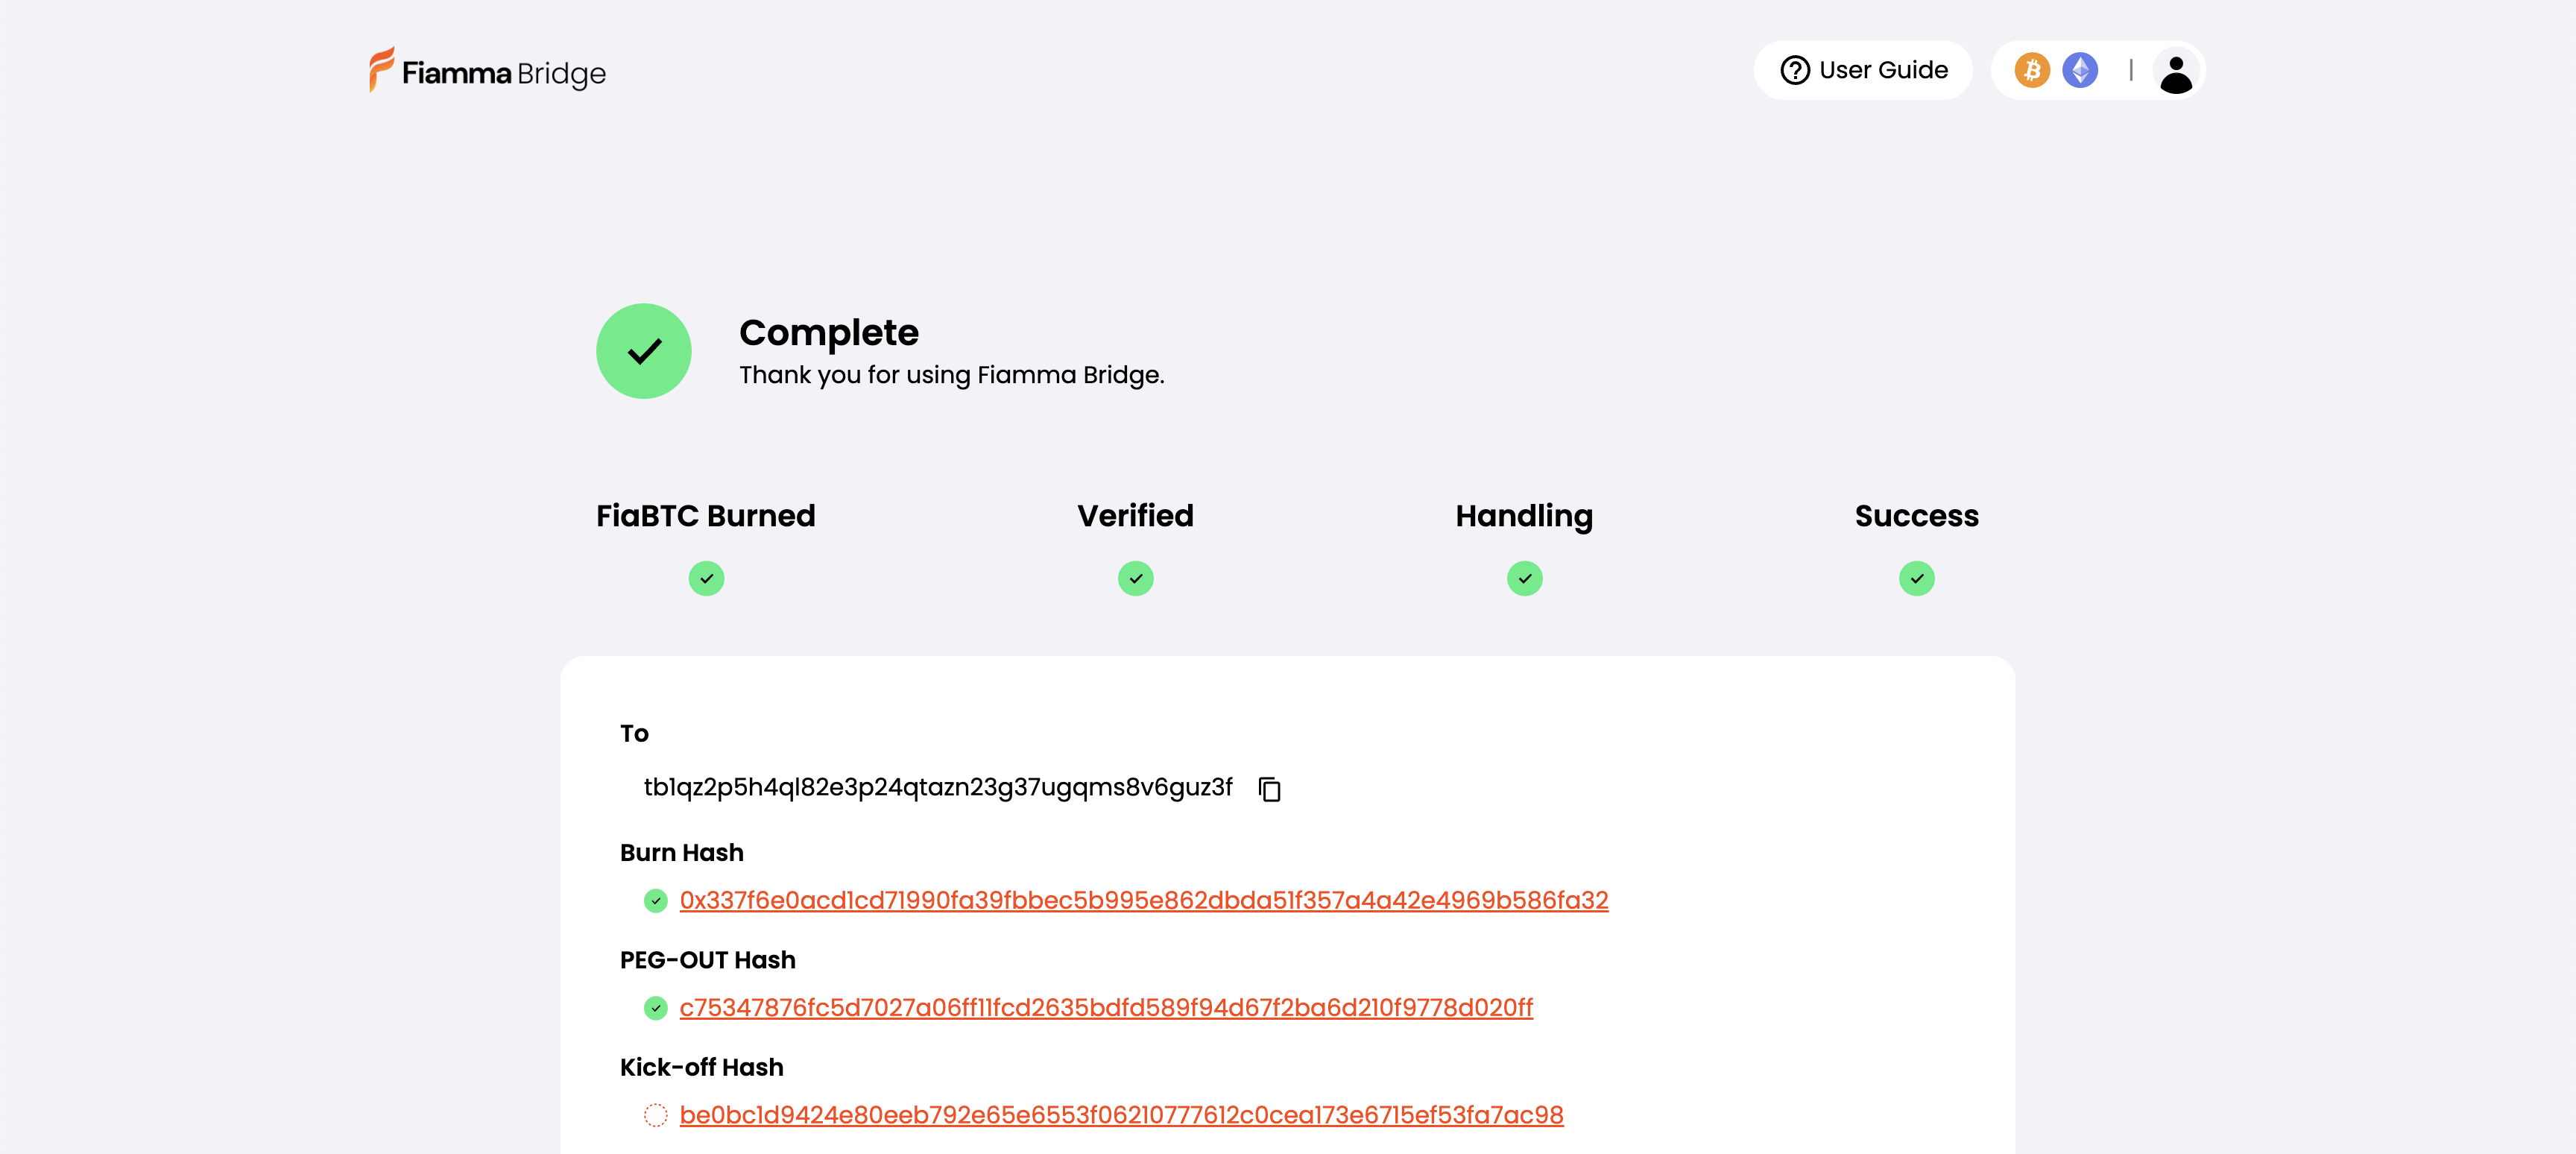 Fiamma Bridge
User Guide
Complete
Thank you for using Fiamma Bridge.
FiaBTC Burned
Verified
Handling
Success
To
tb1qz2p5h4ql82e3p24qtazn23g37ugqms8v6guz3f
Burn Hash
0x337f6e0acd1cd71990fa39fbbec5b995e862dbda51f357a4a42e4969b586fa32
PEG-OUT Hash
c75347876fc5d7027a06ff11fcd2635bdfd589f94d67f2ba6d210f9778d020ff
Kick-off Hash
be0bc1d9424e80eeb792e65e6553f06210777612c0cea173e6715ef53fa7ac98